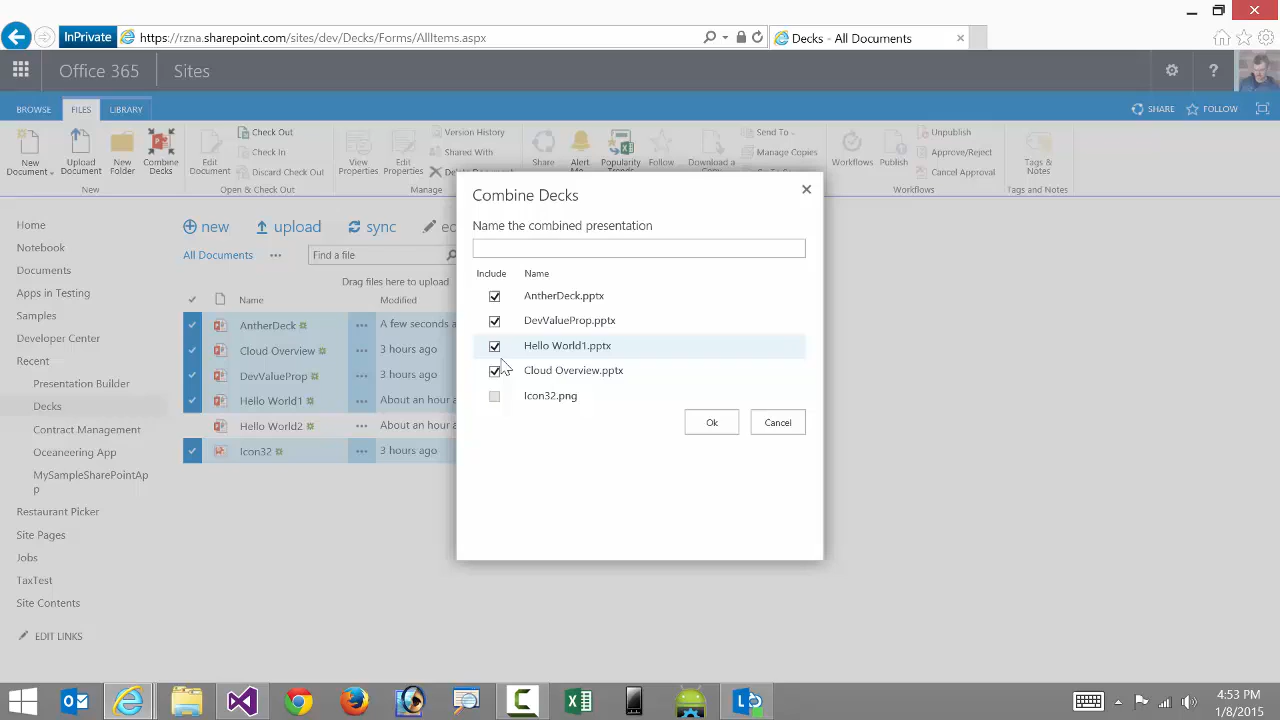 InPrivate
https://rzna.sharepoint.com/sites/dev/Decks/Forms/AllItems.aspx
Decks - All Documents
Office 365
Sites
?
BROWSE
FILES
LIBRARY
SHARE
FOLLOW
New Document
Upload Document
New Folder
Combine Decks
New
Edit Document
Check Out
Check In
Discard Check Out
Open & Check Out
View Properties
Edit Properties
Version History
Shared With
Manage
Share
Alert Me
Popularity Trends
Follow
Download a
Send To
Manage Copies
Workflows
Publish
Unpublish
Approve/Reject
Cancel Approval
Workflows
Tags & Notes
Tags and Notes
Home
Notebook
Documents
Apps in Testing
Samples
Developer Center
Recent
Presentation Builder
Decks
Contract Management
Oceaneering App
MySampleSharePointAp
p
Restaurant Picker
Site Pages
Jobs
TaxTest
Site Contents
EDIT LINKS
new
upload
sync
All Documents
Find a file
Drag files here to upload
Name
Modified
AntherDeck
A few seconds a
Cloud Overview
3 hours ago
DevValueProp
3 hours ago
Hello World1
About an hour a
Hello World2
About an hour a
Icon32
3 hours ago
Combine Decks
Name the combined presentation
Include
Name
AntherDeck.pptx
DevValueProp.pptx
Hello World1.pptx
Cloud Overview.pptx
Icon32.png
Ok
Cancel
4:53 PM
1/8/2015